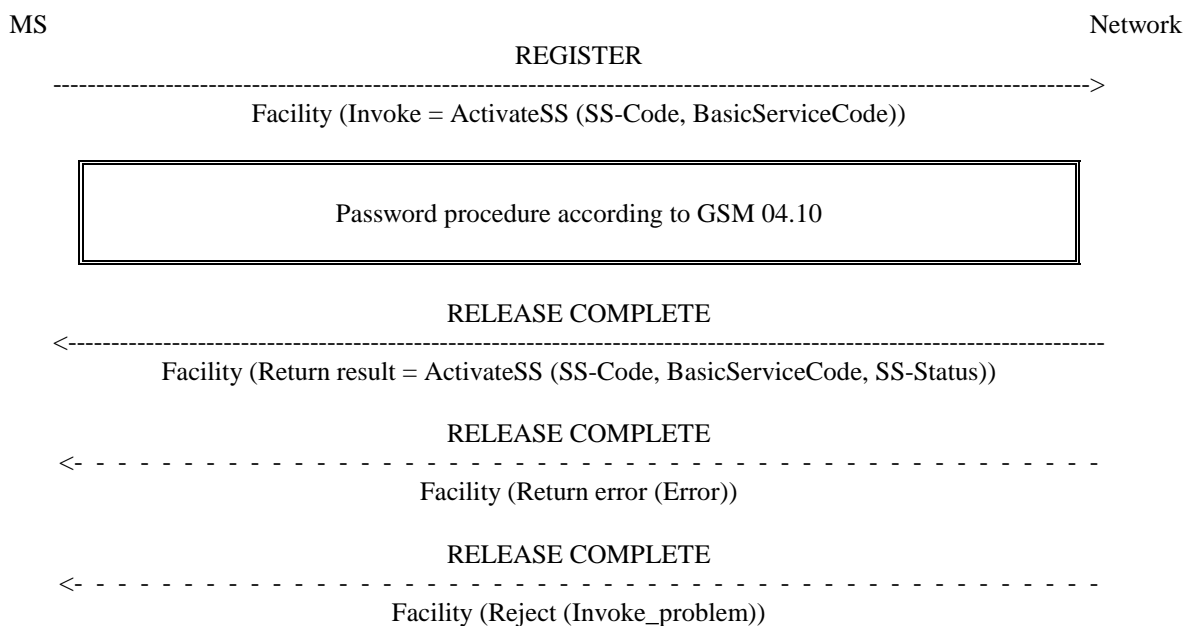 MS Network
REGISTER
Facility (Invoke = ActivateSS (SS-Code, BasicServiceCode))
Password procedure according to GSM 04.10
RELEASE COMPLETE
Facility (Return result = ActivateSS (SS-Code, BasicServiceCode, SS-Status))
RELEASE COMPLETE
Facility (Return error (Error))
RELEASE COMPLETE
Facility (Reject (Invoke_problem))